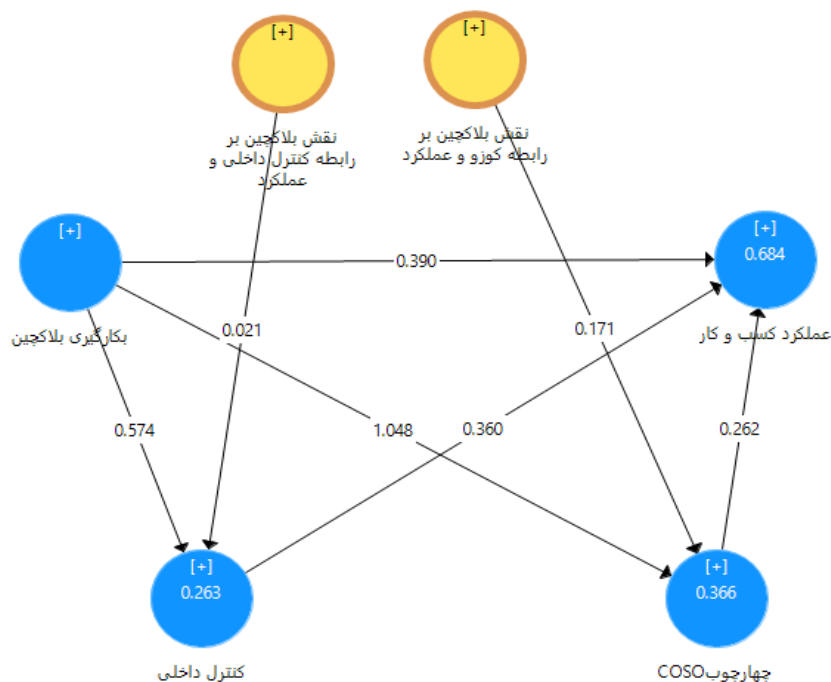 [+]
[+]
نقش بلاکچین بر
رابطه کنترل داخلی و
عملکرد
نقش بلاکچین بر
رابطه کوزو و عملکرد
[+]
[+]
0.684
0.390
بکارگیری بلاکچین
عملکرد کسب و کار
0.021
0.171
0.574
1.048
0.360
0.262
[+]
0.263
[+]
0.366
کنترل داخلی
چهارچوبCOSO